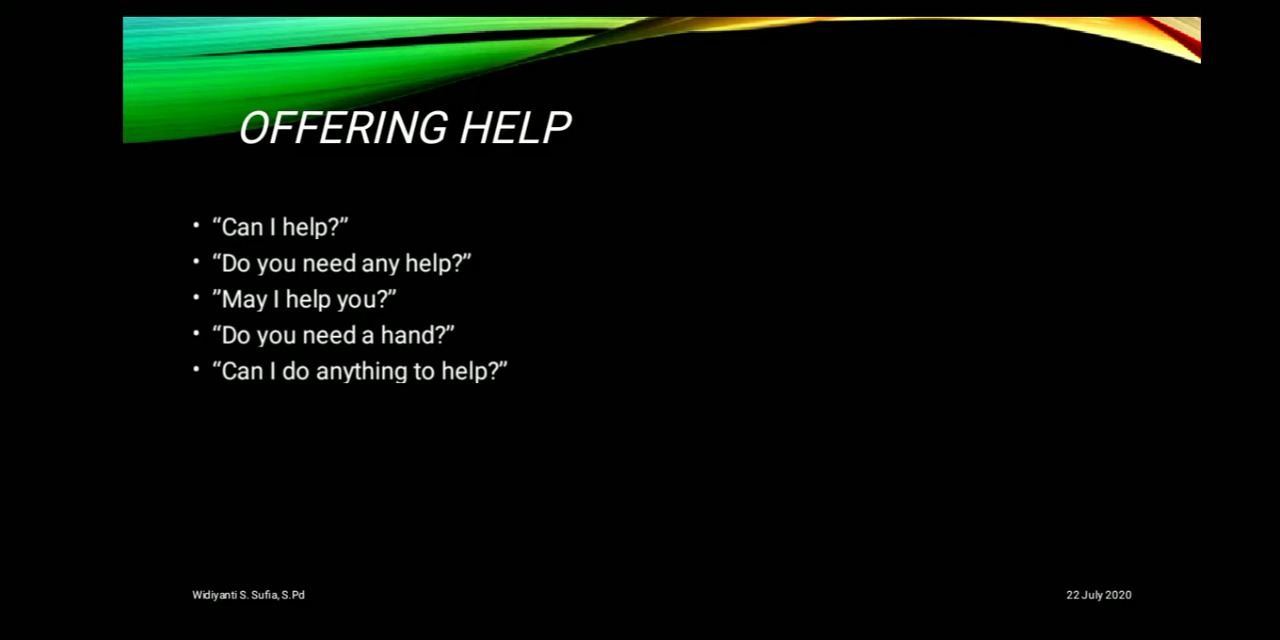 OFFERING HELP
• “Can I help?”
• “Do you need any help?”
• ”May I help you?”
• “Do you need a hand?”
• “Can I do anything to help?”
Widiyanti S. Sufia, S.Pd
22 July 2020